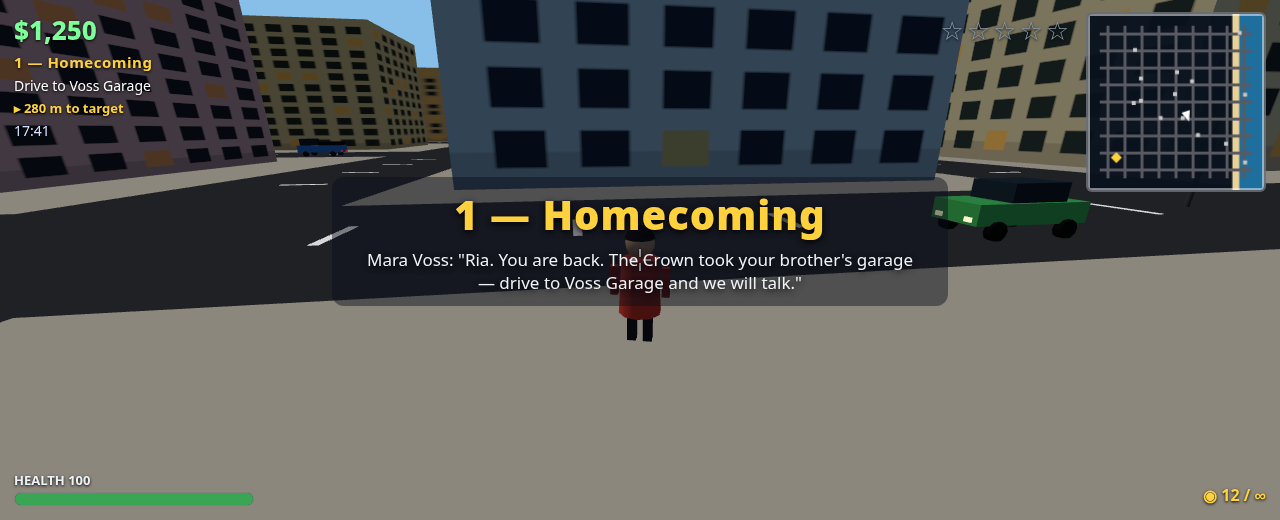 $1,250
1 — Homecoming
Drive to Voss Garage
▸ 280 m to target
17:41
1 — Homecoming
Mara Voss: "Ria. You are back. The Crown took your brother's garage
— drive to Voss Garage and we will talk."
HEALTH 100
12 / ∞